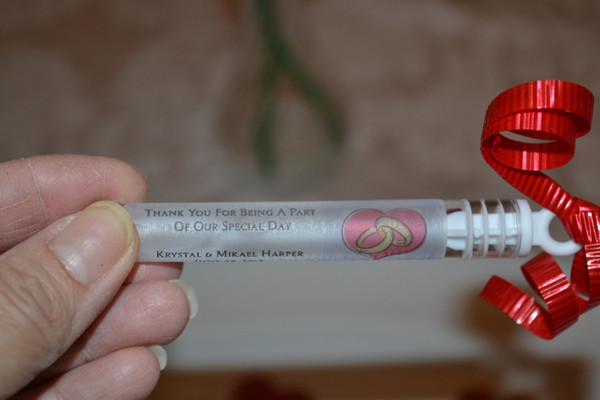 Thank You For Being A Part
Of Our Special Day
Krystal & Mikael Harper